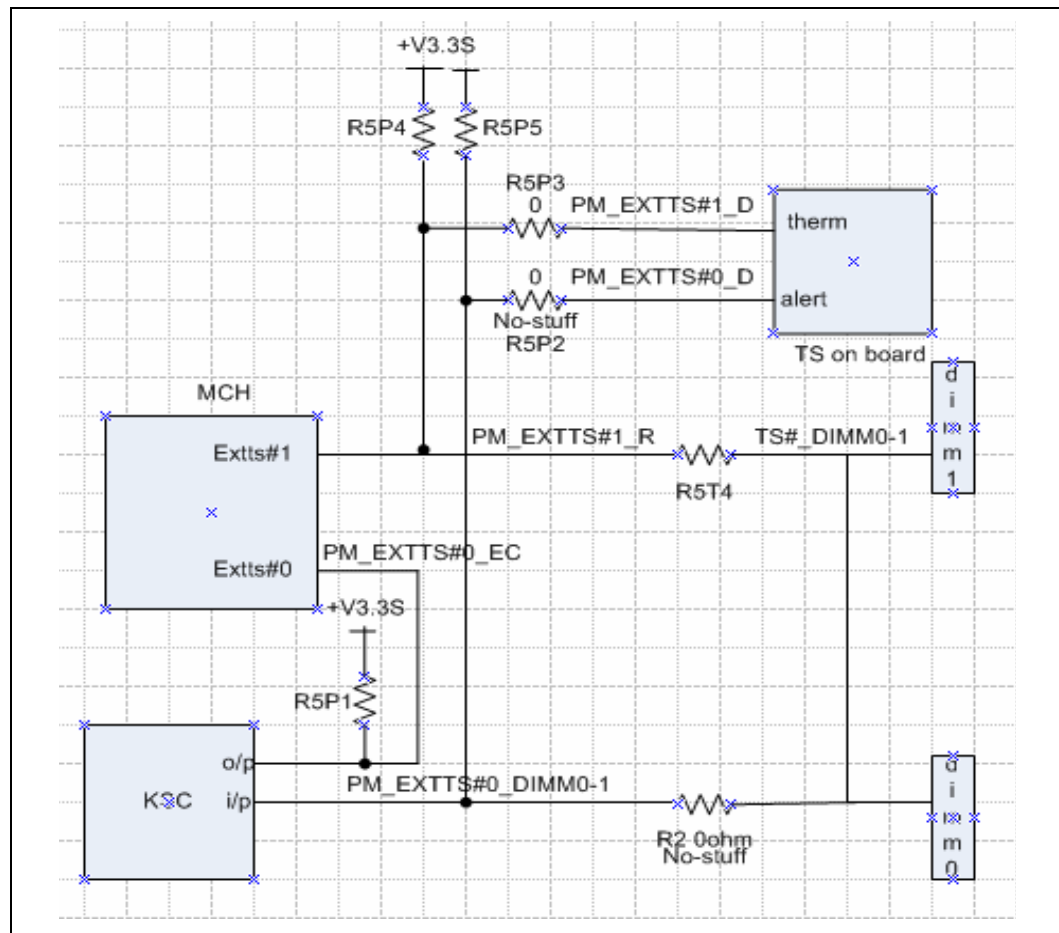 +V3.3S
R5P4
R5P5
R5P3
0
PM_EXTTS#1_D
therm
0
PM_EXTTS#0_D
alert
No-stuff
R5P2
TS on board
MCH
dimm1
Extts#1
PM_EXTTS#1_R
TS#_DIMM0-1
R5T4
Extts#0
PM_EXTTS#0_EC
+V3.3S
R5P1
o/p
KSC
i/p
PM_EXTTS#0_DIMM0-1
R2 0ohm
No-stuff
dimm0